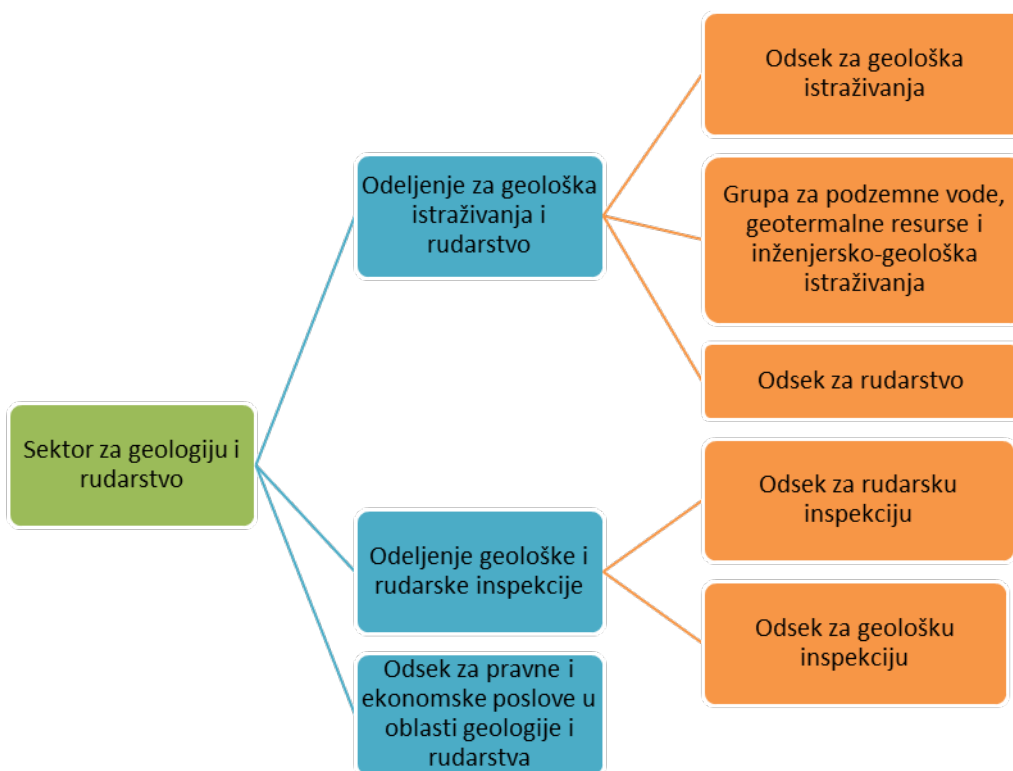 Sektor za geologiju i
rudarstvo
Odeljenje za geološka
istraživanja i
rudarstvo
Odsek za geološka
istraživanja
Grupa za podzemne vode,
geotermalne resurse i
inženjersko-geološka
istraživanja
Odsek za rudarstvo
Odeljenje geološke i
rudarske inspekcije
Odsek za rudarsku
inspekciju
Odsek za geološku
inspekciju
Odsek za pravne i
ekonomske poslove u
oblasti geologije i
rudarstva